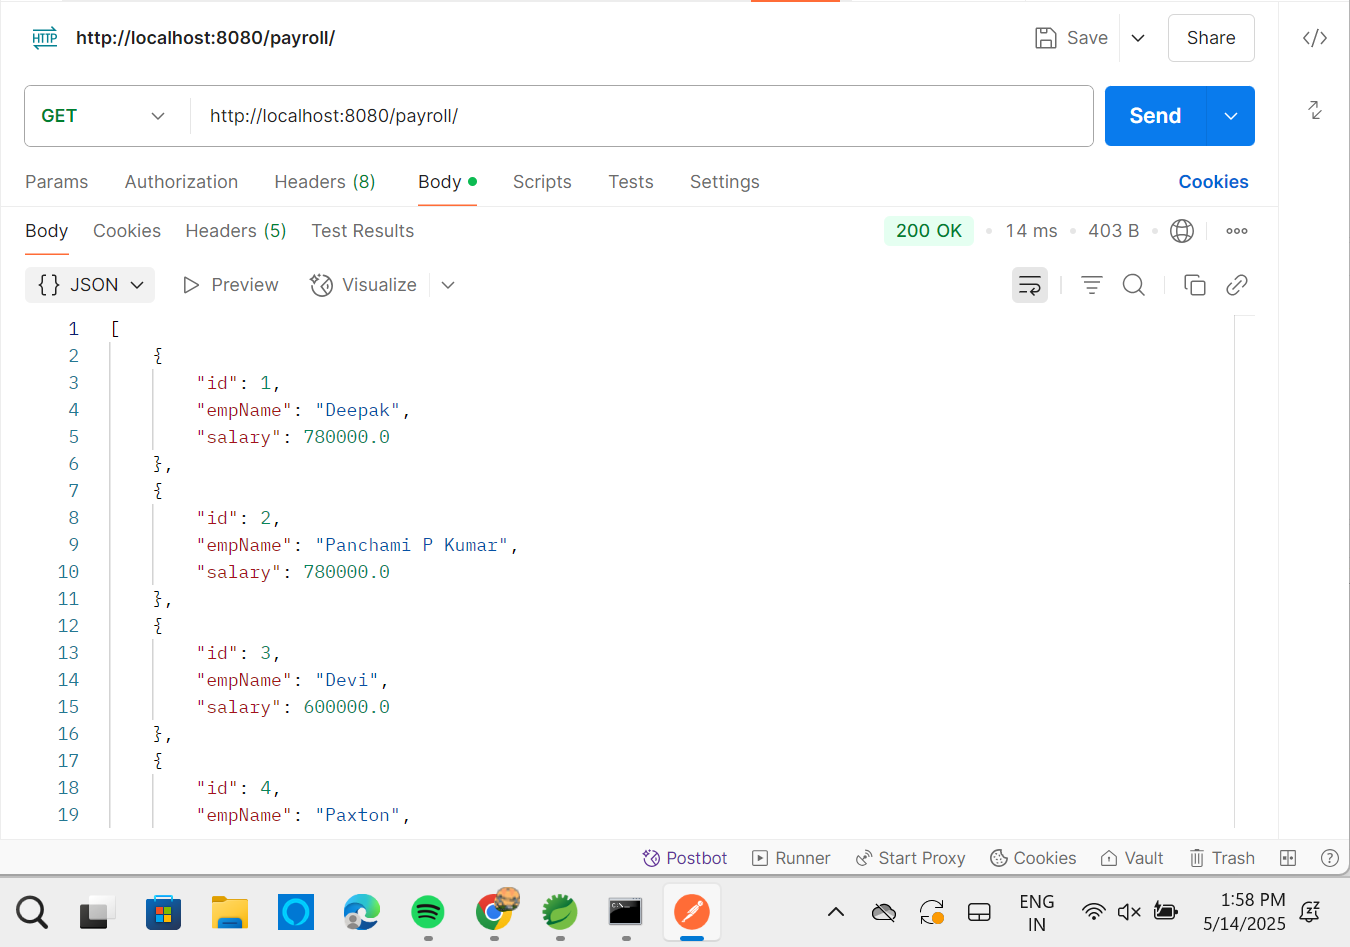 HTTP http://localhost:8080/payroll/ Save Share
GET http://localhost:8080/payroll/ Send
Params Authorization Headers (8) Body Scripts Tests Settings Cookies
Body Cookies Headers (5) Test Results 200 OK 14 ms 403 B
{} JSON Preview Visualize
1 [
2 {
3 "id": 1,
4 "empName": "Deepak",
5 "salary": 780000.0
6 },
7 {
8 "id": 2,
9 "empName": "Panchami P Kumar",
10 "salary": 780000.0
11 },
12 {
13 "id": 3,
14 "empName": "Devi",
15 "salary": 600000.0
16 },
17 {
18 "id": 4,
19 "empName": "Paxton",
Postbot Runner Start Proxy Cookies Vault Trash
ENG 1:58 PM
IN 5/14/2025